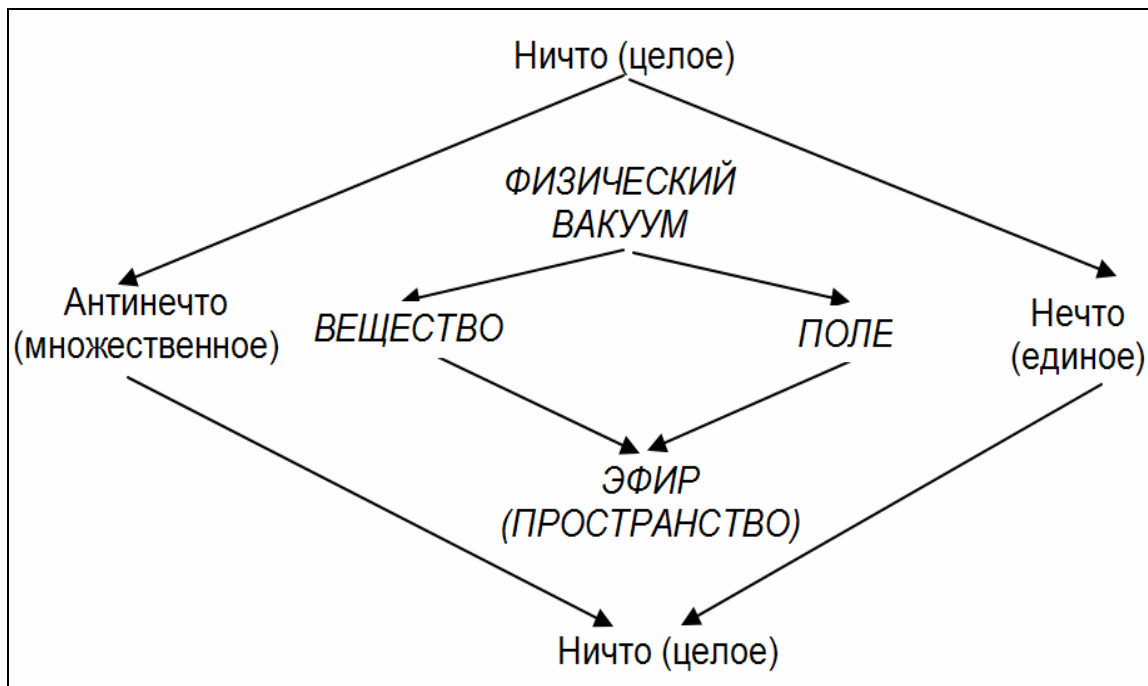 Ничто (целое)
ФИЗИЧЕСКИЙ
ВАКУУМ
Антинечто
(множественное)
ВЕЩЕСТВО
ПОЛЕ
Нечто
(единое)
ЭФИР
(ПРОСТРАНСТВО)
Ничто (целое)